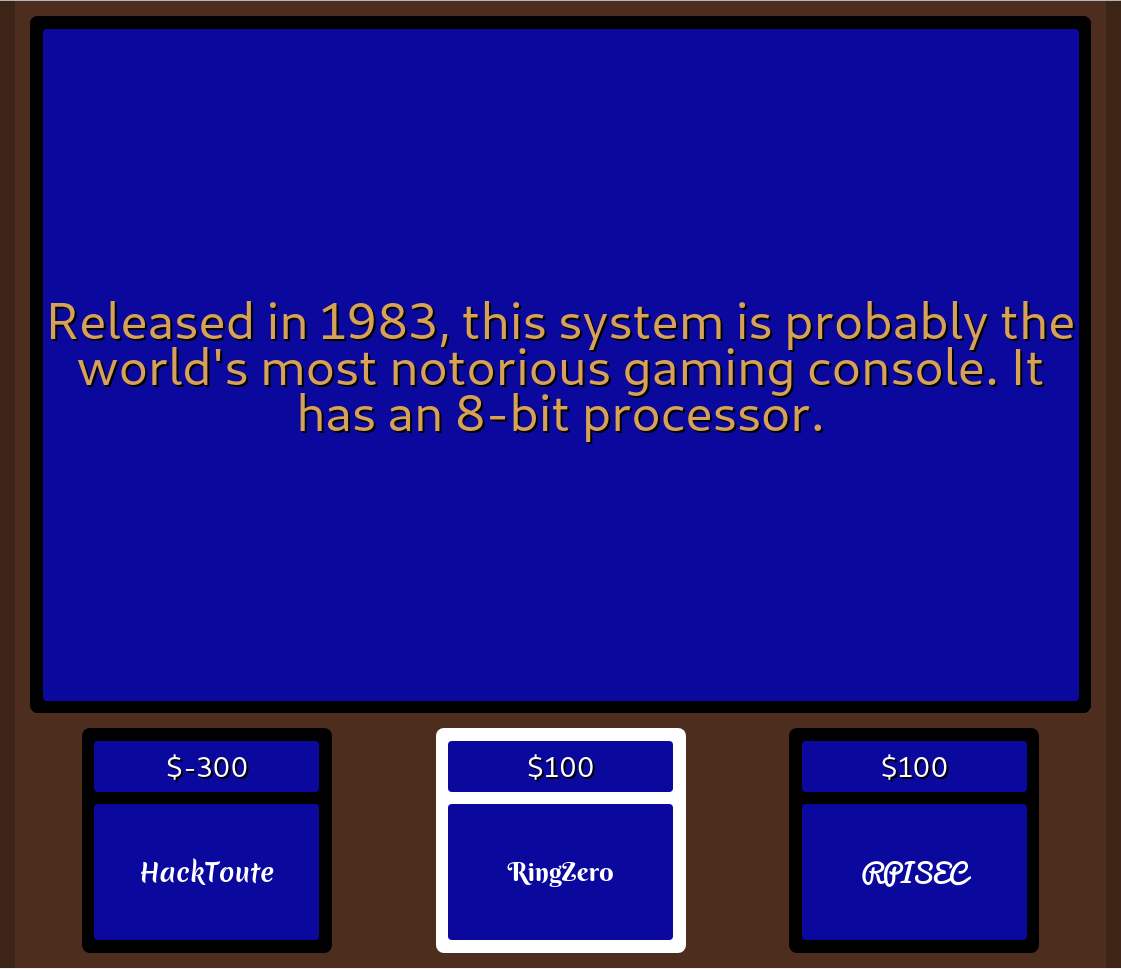 Released in 1983, this system is probably the
world's most notorious gaming console. It
has an 8-bit processor.
$-300
$100
$100
HackToute
RingZero
RPISEC